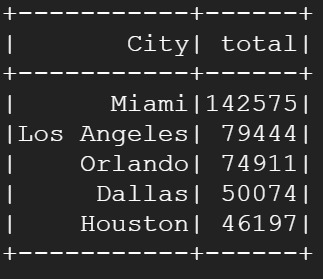 +-----------+------+
|       City| total|
+-----------+------+
|      Miami|142575|
|Los Angeles| 79444|
|    Orlando| 74911|
|     Dallas| 50074|
|    Houston| 46197|
+-----------+------+